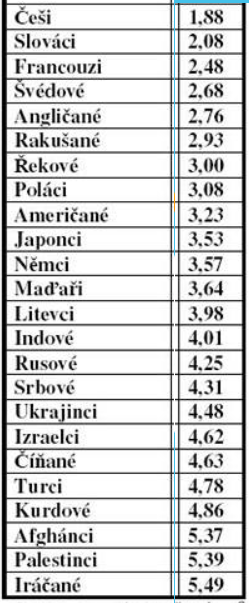 Češi 1,88
Slováci 2,08
Francouzi 2,48
Švédové 2,68
Angličané 2,76
Rakušané 2,93
Řekové 3,00
Poláci 3,08
Američané 3,23
Japonci 3,53
Němci 3,57
Maďaři 3,64
Litevci 3,98
Indové 4,01
Rusové 4,25
Srbové 4,31
Ukrajinci 4,48
Izraelci 4,62
Číňané 4,63
Turci 4,78
Kurdové 4,86
Afghánci 5,37
Palestinci 5,39
Iráčané 5,49